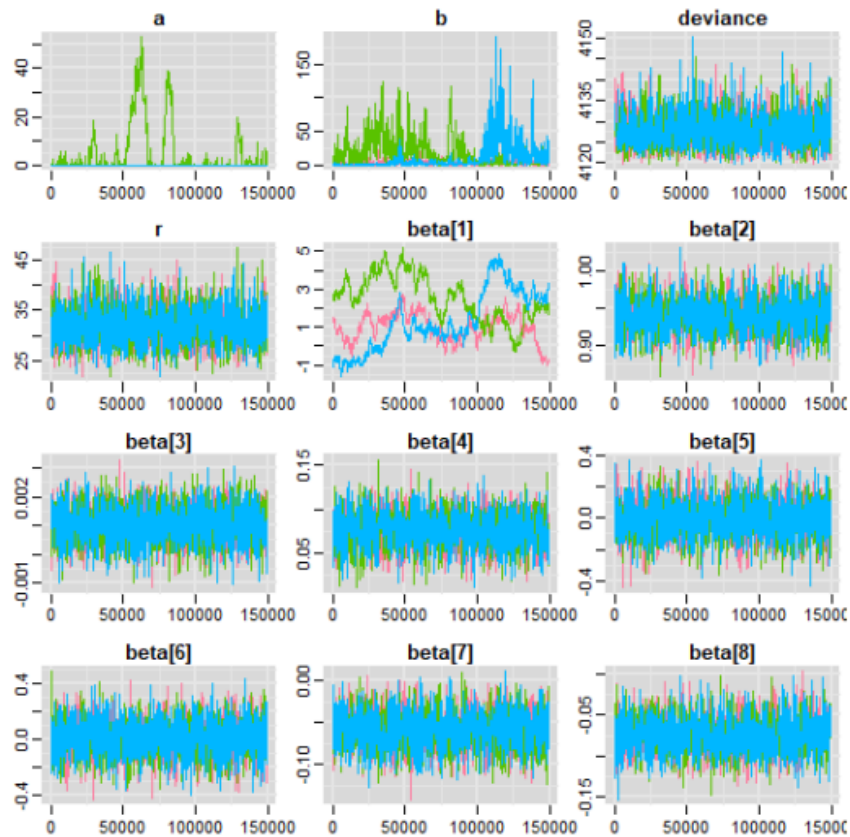 a b deviance
0 20 40
0 50000 100000 150000
0 50 150
0 50000 100000 150000
4120 4135 4150
0 50000 100000 150000
r beta[1] beta[2]
25 35 45
0 50000 100000 150000
-1 1 3 5
0 50000 100000 150000
0.90 1.00
0 50000 100000 150000
beta[3] beta[4] beta[5]
-0.001 0.002
0 50000 100000 150000
0.05 0.15
0 50000 100000 150000
-0.4 0.0 0.4
0 50000 100000 150000
beta[6] beta[7] beta[8]
-0.4 0.0 0.4
0 50000 100000 150000
-0.10 0.00
0 50000 100000 150000
-0.15 -0.05
0 50000 100000 150000